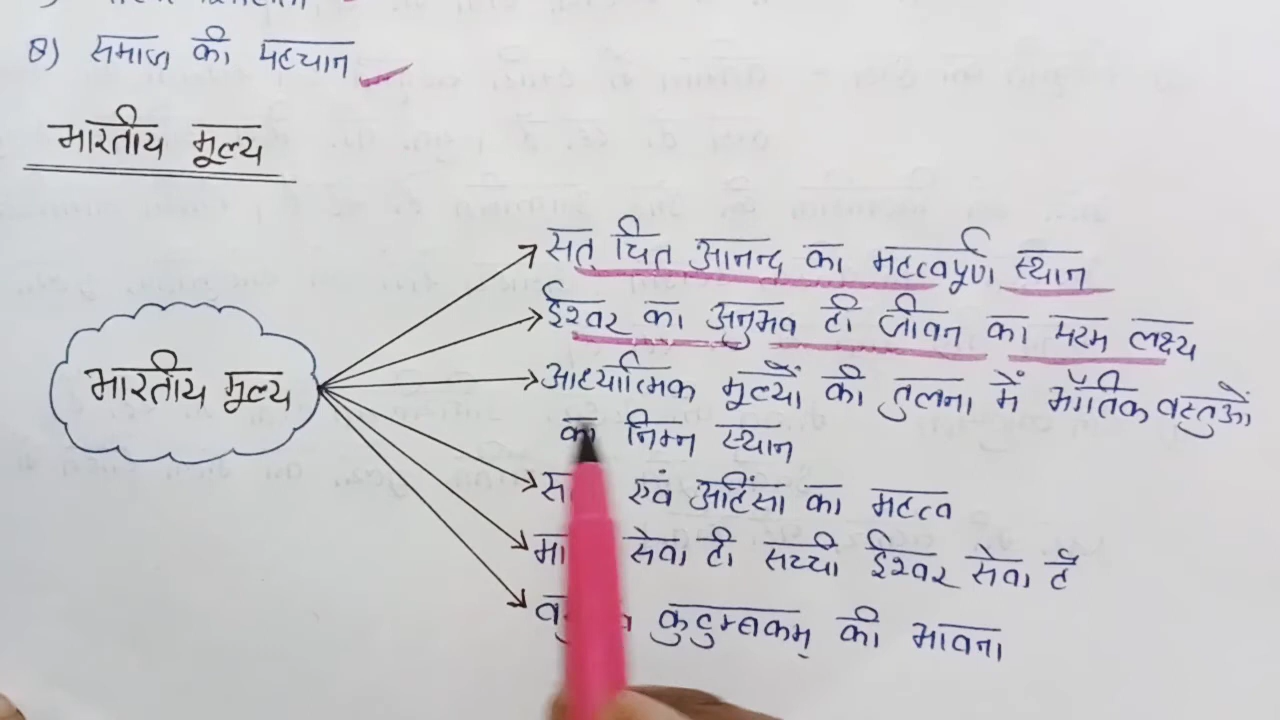 8) समाज की पहचान
भारतीय मूल्य
भारतीय मूल्य
सत् चित आनन्द का महत्वपूर्ण स्थान
ईश्वर का अनुभव ही जीवन का परम लक्ष्य
आध्यात्मिक मूल्यों की तुलना में भौतिक वस्तुओं
का निम्न स्थान
एवं अहिंसा का महत्व
सेवा ही सच्ची ईश्वर सेवा है
कुटुम्बकम् की भावना